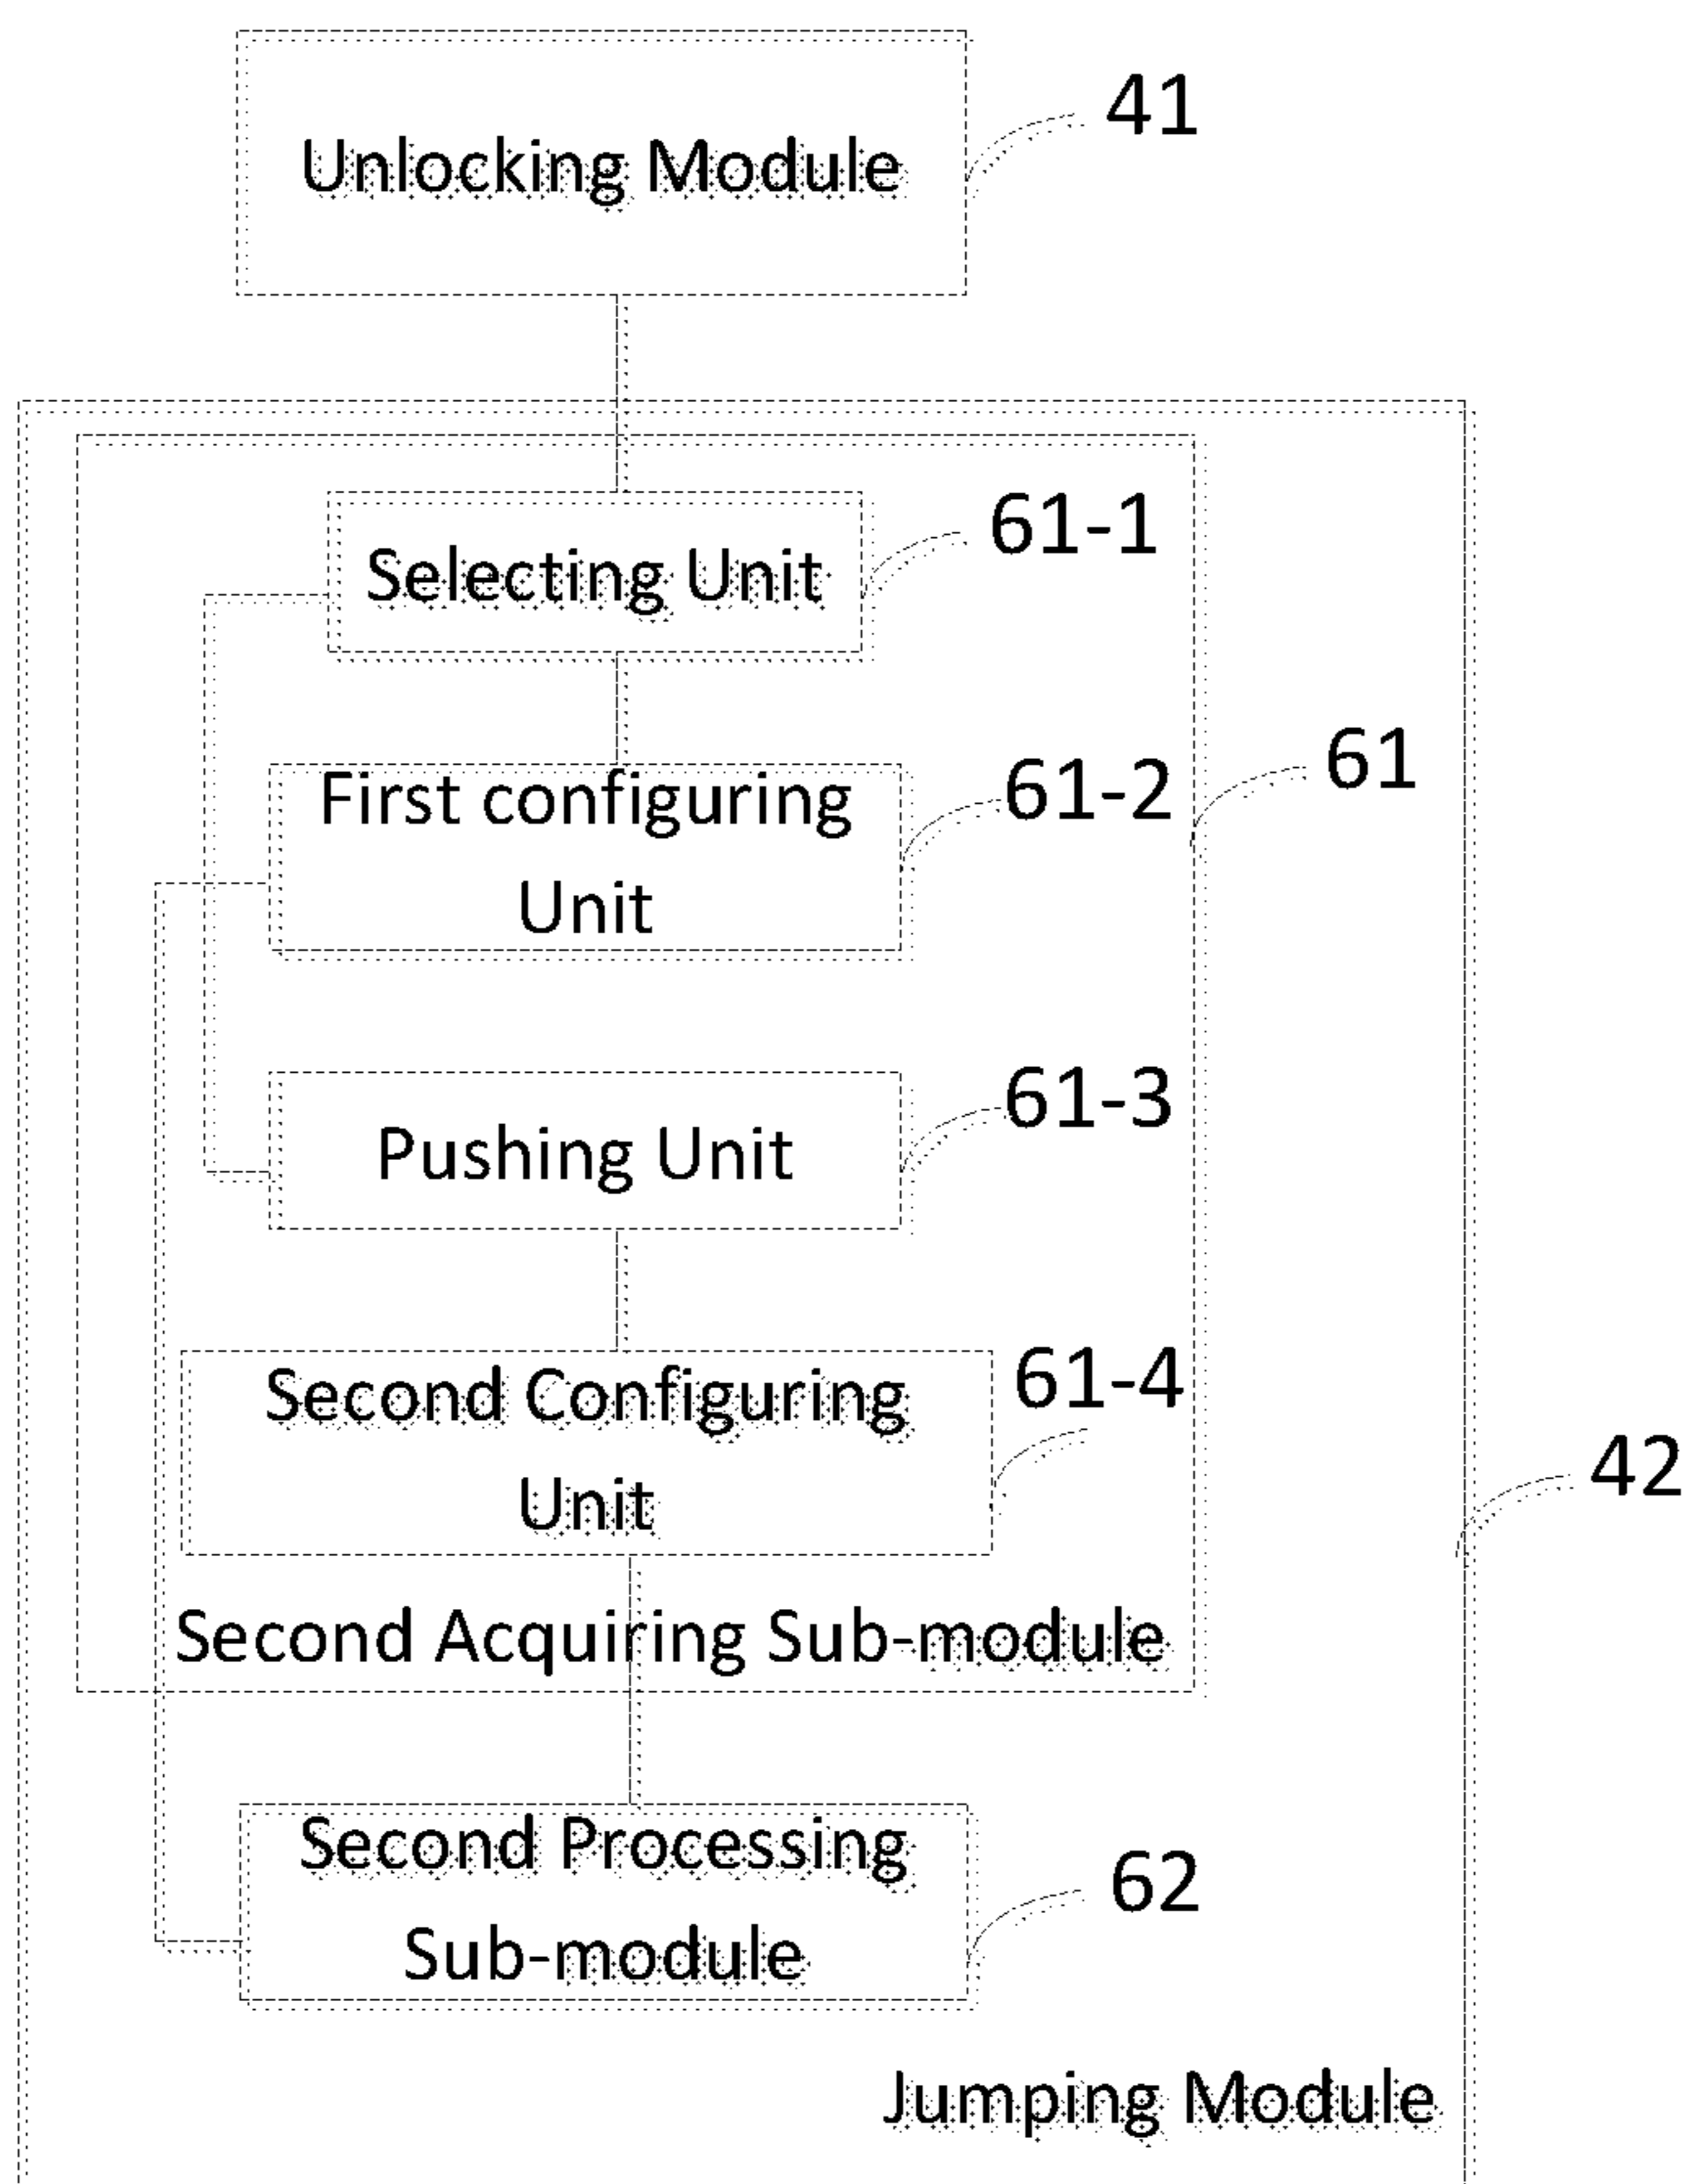 Unlocking Module
41
Selecting Unit
61-1
First configuring
Unit
61-2
61
Pushing Unit
61-3
Second Configuring
Unit
61-4
42
Second Acquiring Sub-module
Second Processing
Sub-module
62
Jumping Module